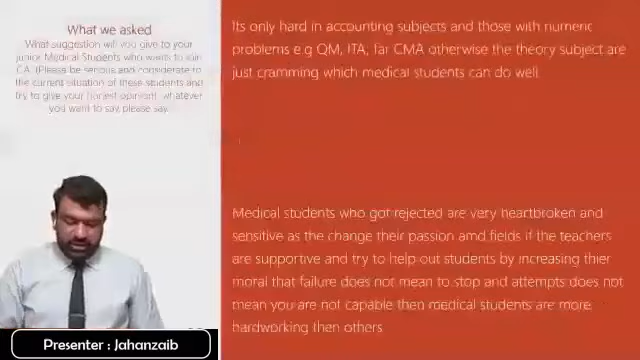 What we asked
What suggestion will you give to your
junior Medical Students who wants to join
CA. (Please be serious and considerate to
the current situation of these students and
try to give your honest opinion) whatever
you want to say, please say.
Its only hard in accounting subjects and those with numeric
problems e.g QM, ITA, far CMA otherwise the theory subject are
just cramming which medical students can do well.
Medical students who got rejected are very heartbroken and
sensitive as the change their passion amd fields if the teachers
are supportive and try to help out students by increasing thier
moral that failure does not mean to stop and attempts does not
mean you are not capable then medical students are more
hardworking then others
Presenter : Jahanzaib